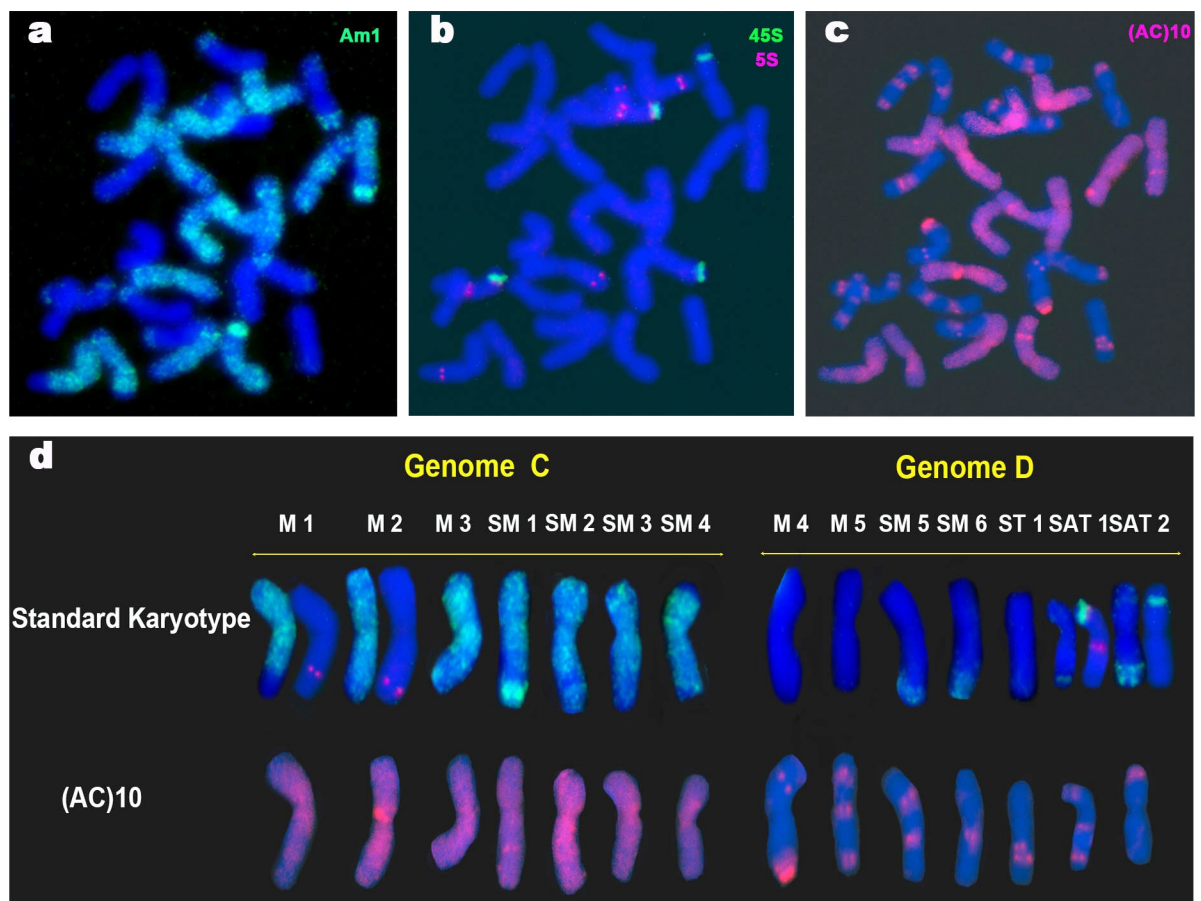 a
Am1
b
45S
5S
c
(AC)10
d
Genome C
Genome D
M 1 M 2 M 3 SM 1 SM 2 SM 3 SM 4 M 4 M 5 SM 5 SM 6 ST 1 SAT 1 SAT 2
Standard Karyotype
(AC)10